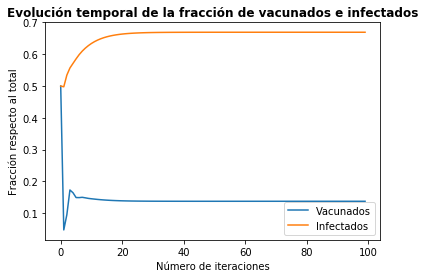 Evolución temporal de la fracción de vacunados e infectados
Fracción respecto al total
0.7
0.6
0.5
0.4
0.3
0.2
0.1
0 20 40 60 80 100
Número de iteraciones
Vacunados
Infectados